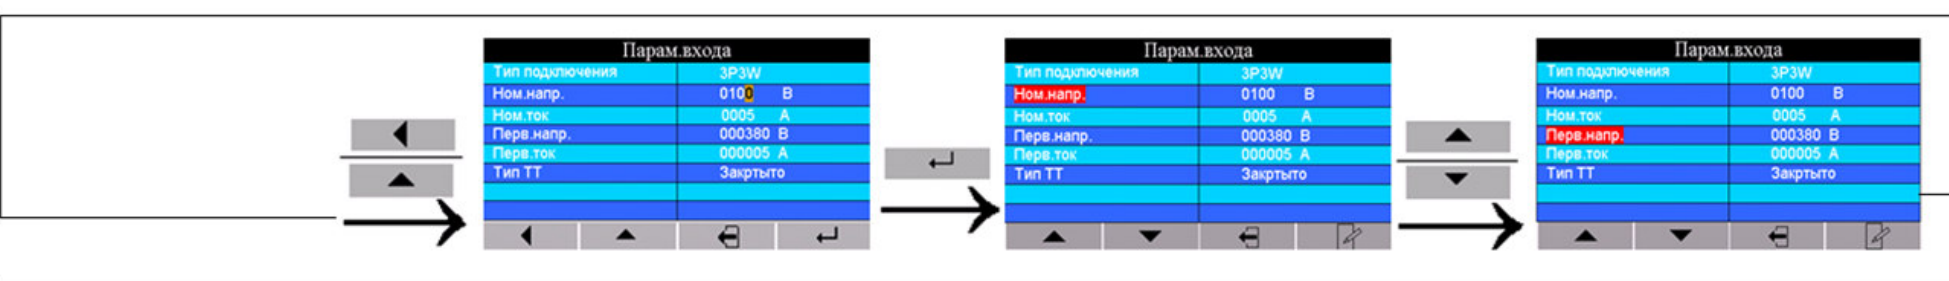 Парам.входа
Тип подключения 3P3W
Ном.напр. 0100 В
Ном.ток 0005 А
Перв.напр. 000380 В
Перв.ток 000005 А
Тип ТТ Закртыто
Парам.входа
Тип подключения 3P3W
Ном.напр. 0100 В
Ном.ток 0005 А
Перв.напр. 000380 В
Перв.ток 000005 А
Тип ТТ Закртыто
Парам.входа
Тип подключения 3P3W
Ном.напр. 0100 В
Ном.ток 0005 А
Перв.напр. 000380 В
Перв.ток 000005 А
Тип ТТ Закртыто